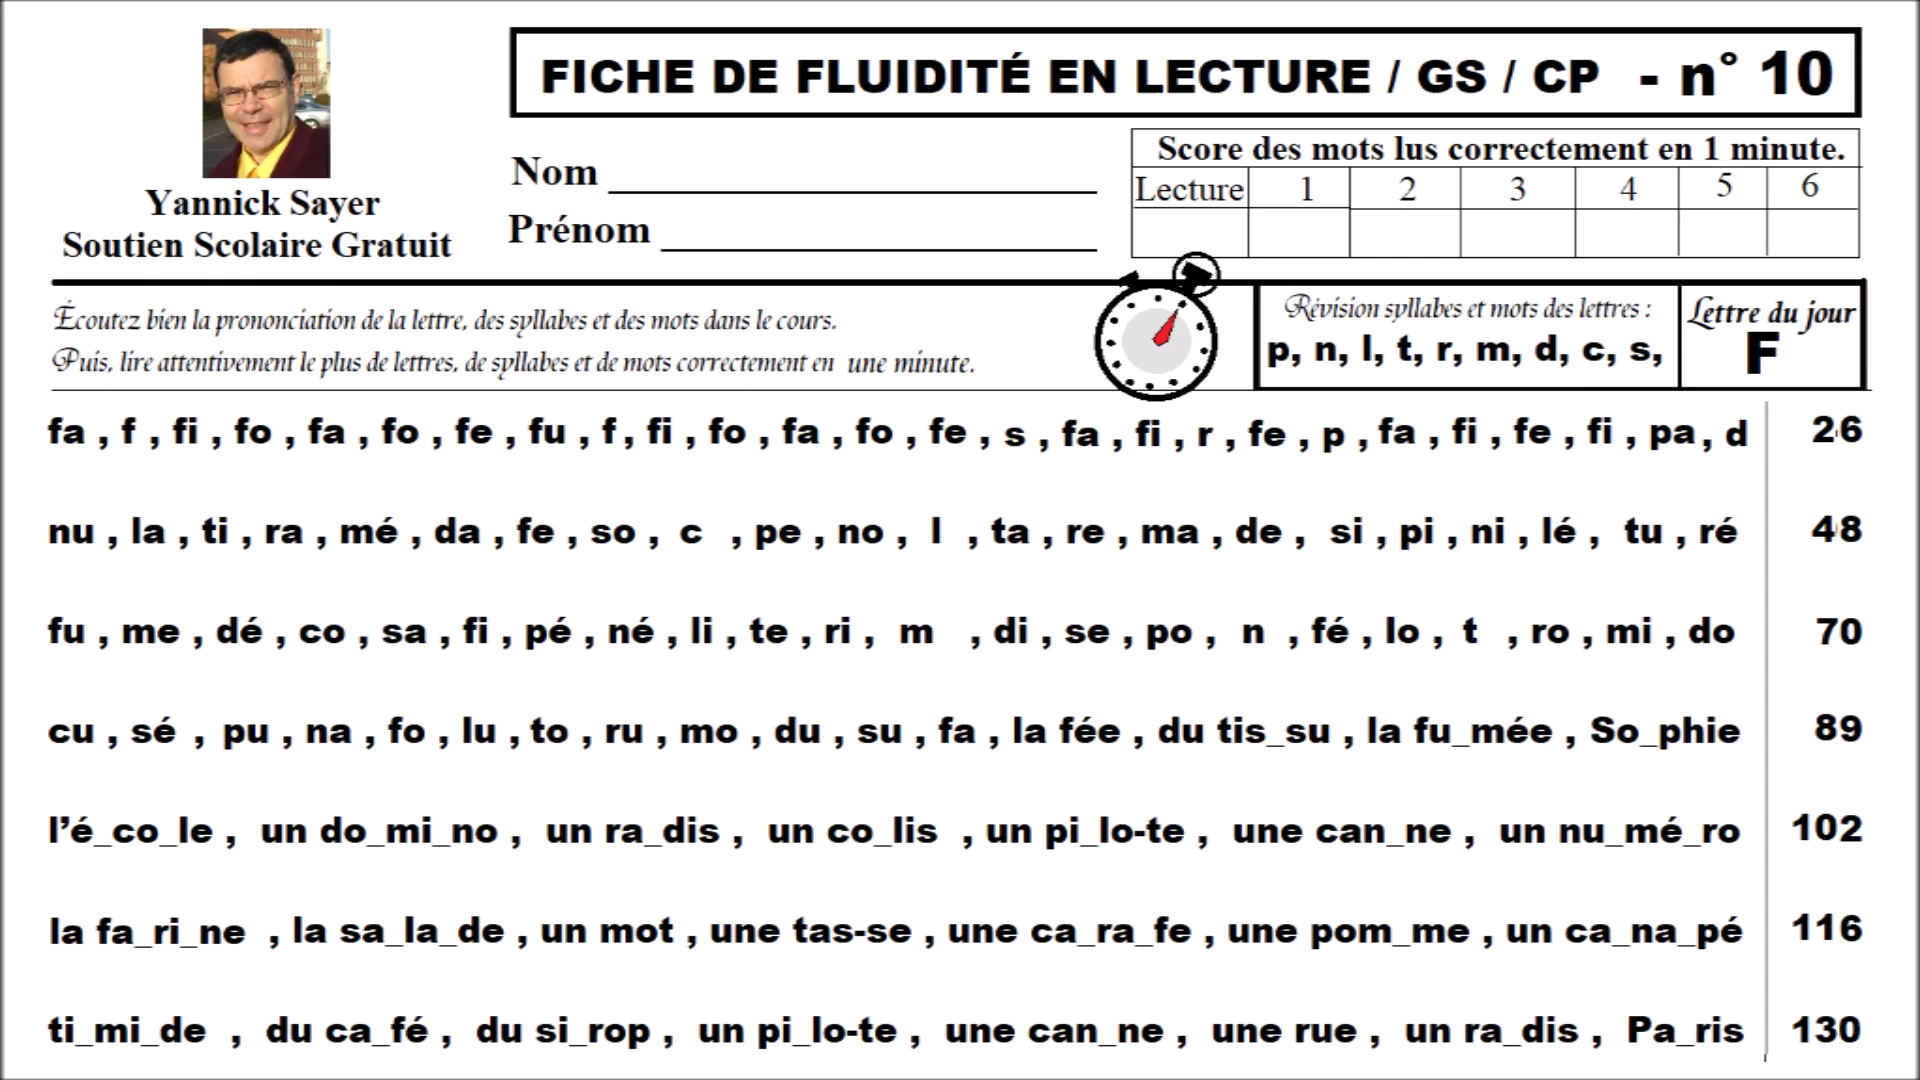 FICHE DE FLUIDITÉ EN LECTURE / GS / CP - n° 10
Yannick Sayer
Soutien Scolaire Gratuit
Nom
Prénom
Score des mots lus correctement en 1 minute.
Lecture 1 2 3 4 5 6
Écoutez bien la prononciation de la lettre, des syllabes et des mots dans le cours.
Puis, lire attentivement le plus de lettres, de syllabes et de mots correctement en une minute.
Révision syllabes et mots des lettres :
p, n, l, t, r, m, d, c, s,
Lettre du jour
F
fa , f , fi , fo , fa , fo , fe , fu , f , fi , fo , fa , fo , fe , s , fa , fi , r , fe , p , fa , fi , fe , fi , pa , d 26
nu , la , ti , ra , mé , da , fe , so , c , pe , no , l , ta , re , ma , de , si , pi , ni , lé , tu , ré 48
fu , me , dé , co , sa , fi , pé , né , li , te , ri , m , di , se , po , n , fé , lo , t , ro , mi , do 70
cu , sé , pu , na , fo , lu , to , ru , mo , du , su , fa , la fée , du tis_su , la fu_mée , So_phie 89
l’é_co_le , un do_mi_no , un ra_dis , un co_lis , un pi_lo-te , une can_ne , un nu_mé_ro 102
la fa_ri_ne , la sa_la_de , un mot , une tas-se , une ca_ra_fe , une pom_me , un ca_na_pé 116
ti_mi_de , du ca_fé , du si_rop , un pi_lo-te , une can_ne , une rue , un ra_dis , Pa_ris 130